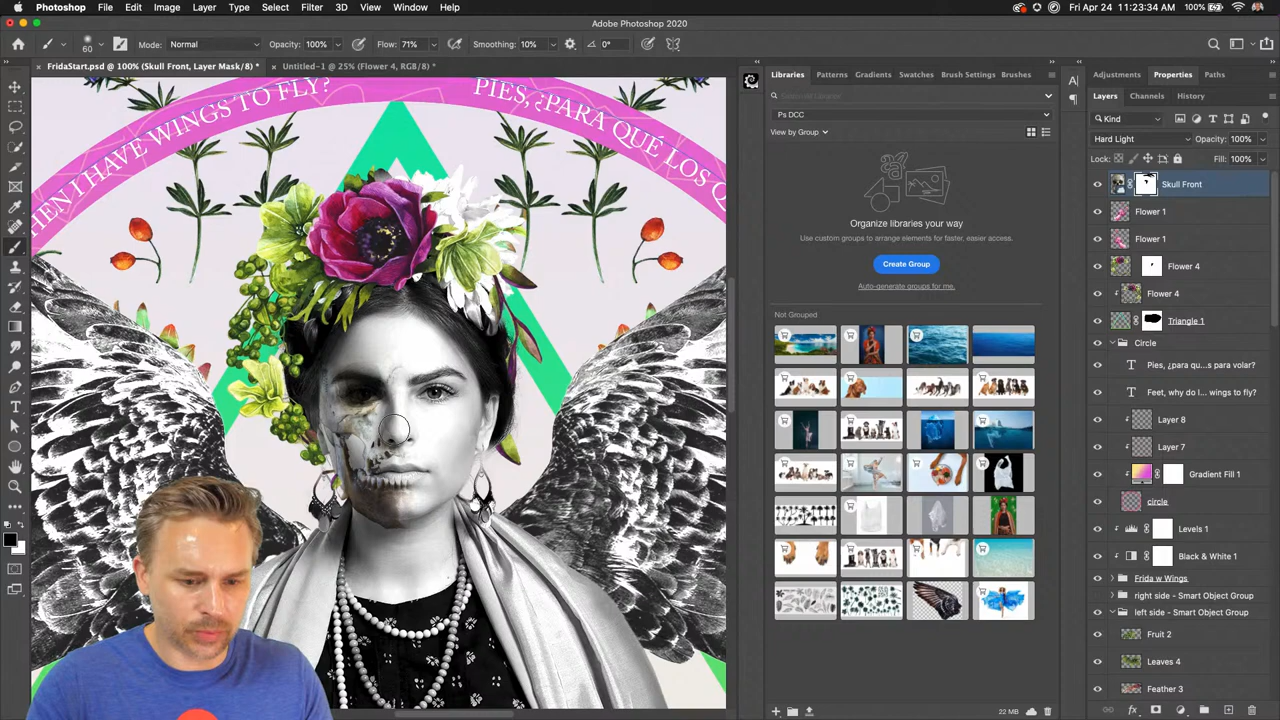 Photoshop File Edit Image Layer Type Select Filter 3D View Window Help 100% Fri Apr 24 11:23:34 AM
Adobe Photoshop 2020
60 Mode: Normal Opacity: 100% Flow: 71% Smoothing: 10% 0°
FridaStart.psd @ 100% (Skull Front, Layer Mask/8) * Untitled-1 @ 25% (Flower 4, RGB/8) *
HEN I HAVE WINGS TO FLY?
PIES, ¿PARA QUÉ LOS Q
Libraries Patterns Gradients Swatches Brush Settings Brushes
Ps DCC
View by Group
Organize libraries your way
Use custom groups to arrange elements for faster, easier access.
Create Group
Auto-generate groups for me.
Not Grouped
22 MB
Adjustments Properties Paths
Layers Channels History
Kind
Hard Light Opacity: 100%
Lock: Fill: 100%
Skull Front
Flower 1
Flower 1
Flower 4
Flower 4
Triangle 1
Circle
Pies, ¿para qu... para volar?
Feet, why do I... wings to fly?
Layer 8
Layer 7
Gradient Fill 1
circle
Levels 1
Black & White 1
Frida w Wings
right side - Smart Object Group
left side - Smart Object Group
Fruit 2
Leaves 4
Feather 3